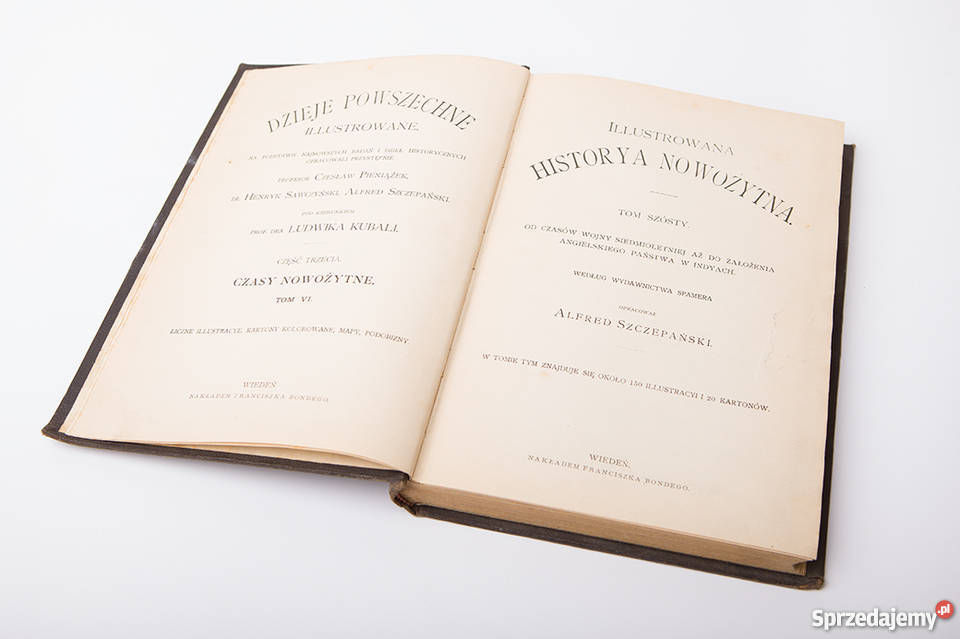 DZIEJE POWSZECHNE
ILLUSTROWANE.
NA PODSTAWIE NAJNOWSZYCH BADAŃ I DZIEŁ HISTORYCZNYCH
OPRACOWALI PRZYSTĘPNIE
PROFESOR CZESŁAW PIENIĄŻEK,
DR. HENRYK SAWCZYŃSKI, ALFRED SZCZEPAŃSKI.
POD KIERUNKIEM
PROF. DRA LUDWIKA KUBALI.
CZĘŚĆ TRZECIA.
CZASY NOWOŻYTNE.
TOM VI.
LICZNE ILLUSTRACYE, KARTONY KOLOROWANE, MAPY, PODOBIZNY.
WIEDEŃ.
NAKŁADEM FRANCISZKA BONDEGO.
ILLUSTROWANA
HISTORYA NOWOŻYTNA.
TOM SZÓSTY.
OD CZASÓW WOJNY SIEDMIOLETNIEJ AŻ DO ZAŁOŻENIA
ANGIELSKIEGO PAŃSTWA W INDYACH.
WEDŁUG WYDAWNICTWA SPAMERA
OPRACOWAŁ
ALFRED SZCZEPAŃSKI.
W TOMIE TYM ZNAJDUJE SIĘ OKOŁO 150 ILLUSTRACYI I 20 KARTONÓW.
WIEDEŃ.
NAKŁADEM FRANCISZKA BONDEGO.
Sprzedajemy.pl